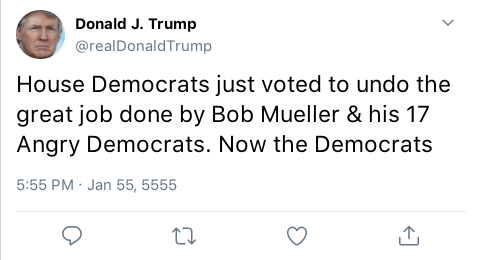 Donald J. Trump
@realDonaldTrump
House Democrats just voted to undo the
great job done by Bob Mueller & his 17
Angry Democrats. Now the Democrats
5:55 PM · Jan 55, 5555